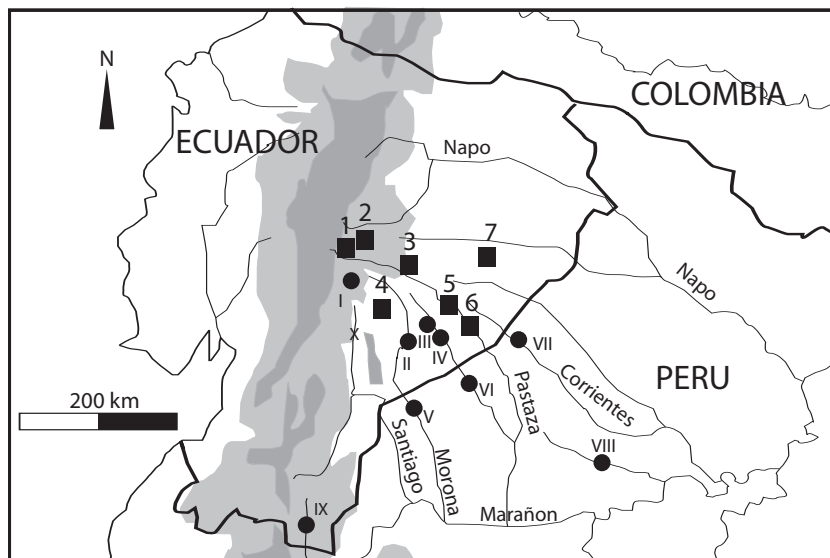 N
COLOMBIA
ECUADOR
Napo
1
2
3
7
Napo
I
4
5
6
X
III
II
IV
VII
200 km
VI
PERU
Pastaza
Corrientes
V
Santiago
Morona
VIII
IX
Marañon